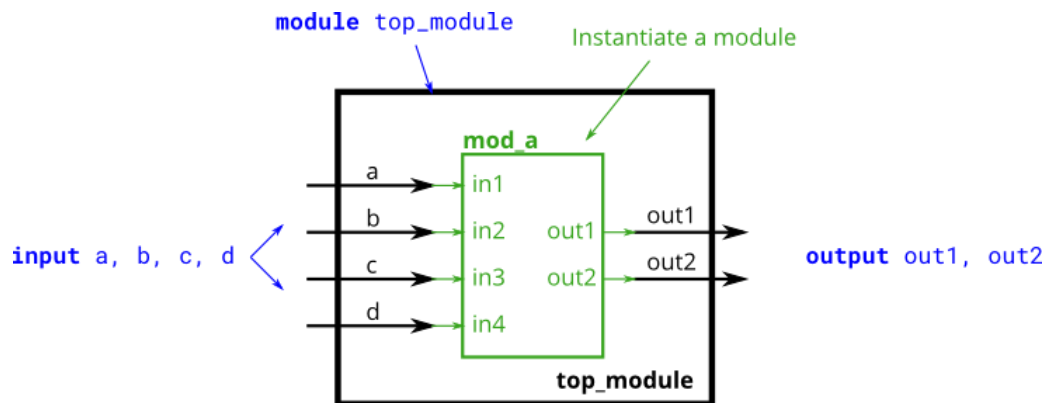 module top_module
Instantiate a module
mod_a
a
in1
b
in2
out1
out1
input a, b, c, d
c
in3
out2
out2
output out1, out2
d
in4
top_module